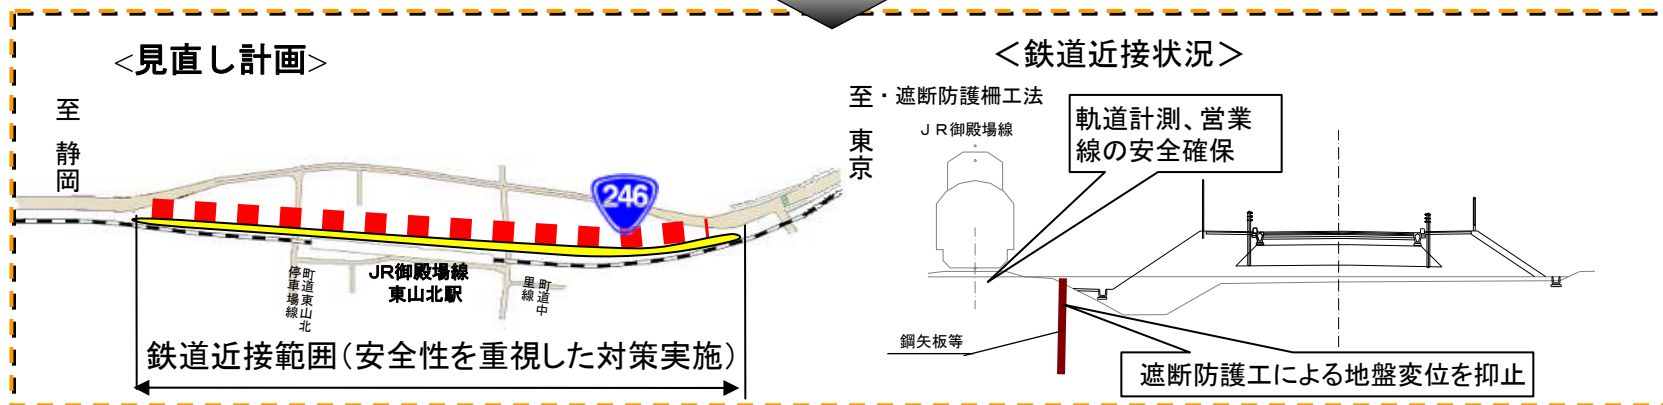 <見直し計画>
至 静岡
246
JR御殿場線
東山北駅
町道東山北
停車場線
町道中
里線
至 東京
鉄道近接範囲(安全性を重視した対策実施)
<鉄道近接状況>
・遮断防護柵工法
JR御殿場線
軌道計測、営業
線の安全確保
鋼矢板等
遮断防護工による地盤変位を抑止